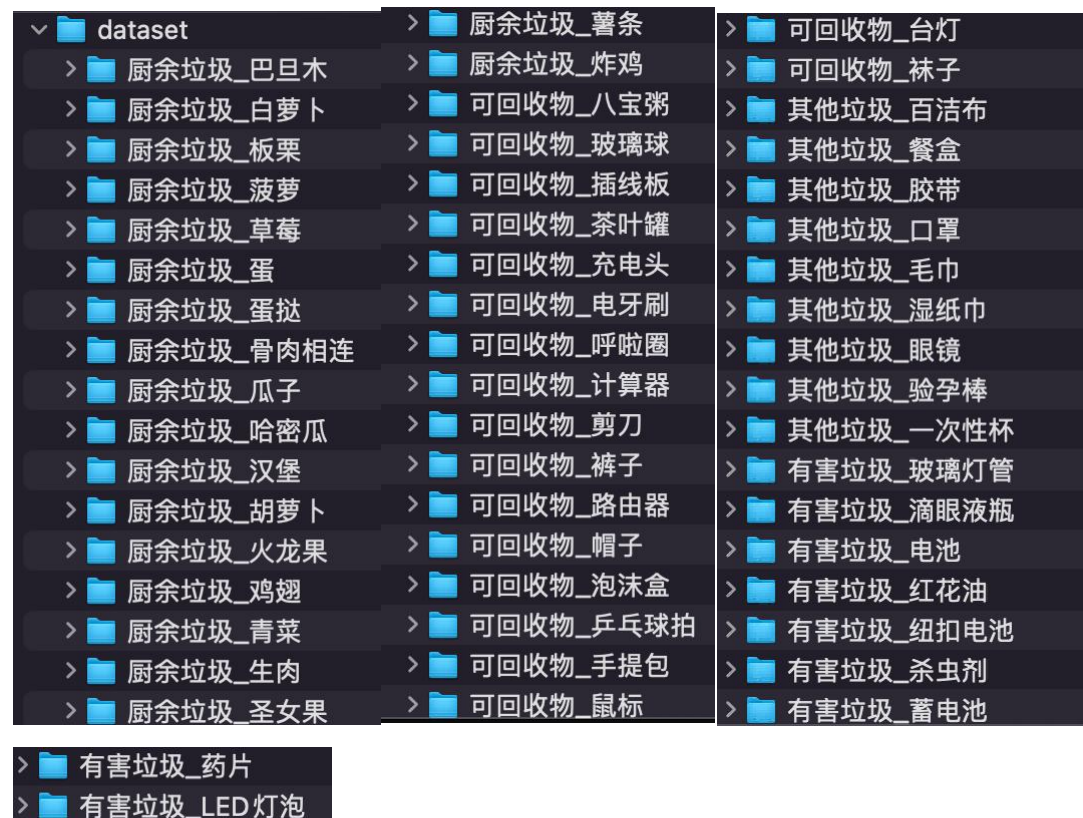 dataset
厨余垃圾_巴旦木
厨余垃圾_白萝卜
厨余垃圾_板栗
厨余垃圾_菠萝
厨余垃圾_草莓
厨余垃圾_蛋
厨余垃圾_蛋挞
厨余垃圾_骨肉相连
厨余垃圾_瓜子
厨余垃圾_哈密瓜
厨余垃圾_汉堡
厨余垃圾_胡萝卜
厨余垃圾_火龙果
厨余垃圾_鸡翅
厨余垃圾_青菜
厨余垃圾_生肉
厨余垃圾_圣女果
厨余垃圾_薯条
厨余垃圾_炸鸡
可回收物_八宝粥
可回收物_玻璃球
可回收物_插线板
可回收物_茶叶罐
可回收物_充电头
可回收物_电牙刷
可回收物_呼啦圈
可回收物_计算器
可回收物_剪刀
可回收物_裤子
可回收物_路由器
可回收物_帽子
可回收物_泡沫盒
可回收物_乒乓球拍
可回收物_手提包
可回收物_鼠标
可回收物_台灯
可回收物_袜子
其他垃圾_百洁布
其他垃圾_餐盒
其他垃圾_胶带
其他垃圾_口罩
其他垃圾_毛巾
其他垃圾_湿纸巾
其他垃圾_眼镜
其他垃圾_验孕棒
其他垃圾_一次性杯
有害垃圾_玻璃灯管
有害垃圾_滴眼液瓶
有害垃圾_电池
有害垃圾_红花油
有害垃圾_纽扣电池
有害垃圾_杀虫剂
有害垃圾_蓄电池
有害垃圾_药片
有害垃圾_LED灯泡